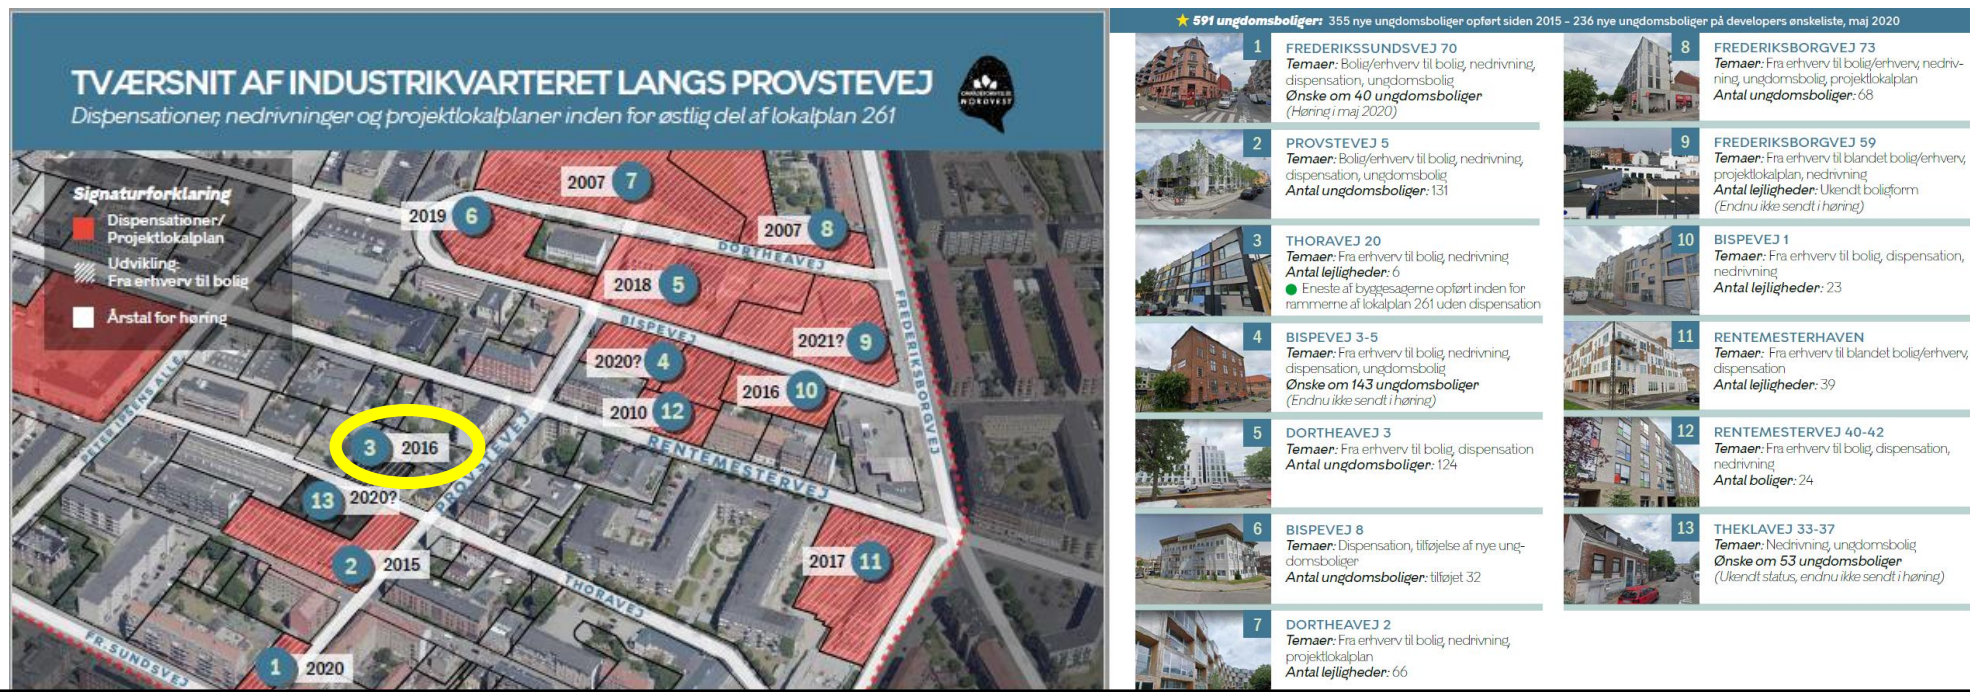 TVÆRSNIT AF INDUSTRIKVARTERET LANGS PROVSTEVEJ
Dispensationer, nedrivninger og projektlokalplaner inden for østlig del af lokalplan 261
NORDVEST
Signaturforklaring
Dispensationer/
Projektlokalplan
Udvikling:
Fra erhverv til bolig
Årstal for høring
2007 7
2019 6
2007 8
DORTHEAVEJ
2018 5
BISPEVEJ
FREDERIKSBORGVEJ
2021? 9
2020? 4
2016 10
2010 12
RENTEMESTERVEJ
PETER IPSENS ALLE
3 2016
PROVSTEVEJ
13 2020?
2 2015
2017 11
THORAVEJ
FR. SUNDSVEJ
1 2020
★ 591 ungdomsboliger: 355 nye ungdomsboliger opført siden 2015 – 236 nye ungdomsboliger på developers ønskeliste, maj 2020
1
FREDERIKSSUNDSVEJ 70
Temaer: Bolig/erhverv til bolig, nedrivning,
dispensation, ungdomsbolig
Ønske om 40 ungdomsboliger
(Høring i maj 2020)
2
PROVSTEVEJ 5
Temaer: Bolig/erhverv til bolig, nedrivning,
dispensation, ungdomsbolig
Antal ungdomsboliger: 131
3
THORAVEJ 20
Temaer: Fra erhverv til bolig, nedrivning
Antal lejligheder: 6
Eneste af byggesagerne opført inden for
rammerne af lokalplan 261 uden dispensation
4
BISPEVEJ 3-5
Temaer: Fra erhverv til bolig, nedrivning,
dispensation, ungdomsbolig
Ønske om 143 ungdomsboliger
(Endnu ikke sendt i høring)
5
DORTHEAVEJ 3
Temaer: Fra erhverv til bolig, dispensation
Antal ungdomsboliger: 124
6
BISPEVEJ 8
Temaer: Dispensation, tilføjelse af nye ung-
domsboliger
Antal ungdomsboliger: tilføjet 32
7
DORTHEAVEJ 2
Temaer: Fra erhverv til bolig, nedrivning,
projektlokalplan
Antal lejligheder: 66
8
FREDERIKSBORGVEJ 73
Temaer: Fra erhverv til bolig/erhverv, nedriv-
ning, ungdomsbolig, projektlokalplan
Antal ungdomsboliger: 68
9
FREDERIKSBORGVEJ 59
Temaer: Fra erhverv til blandet bolig/erhverv,
projektlokalplan, nedrivning
Antal lejligheder: Ukendt boligform
(Endnu ikke sendt i høring)
10
BISPEVEJ 1
Temaer: Fra erhverv til bolig, dispensation,
nedrivning
Antal lejligheder: 23
11
RENTEMESTERHAVEN
Temaer: Fra erhverv til blandet bolig/erhverv,
dispensation
Antal lejligheder: 39
12
RENTEMESTERVEJ 40-42
Temaer: Fra erhverv til bolig, dispensation,
nedrivning
Antal boliger: 24
13
THEKLAVEJ 33-37
Temaer: Nedrivning, ungdomsbolig
Ønske om 53 ungdomsboliger
(Ukendt status, endnu ikke sendt i høring)